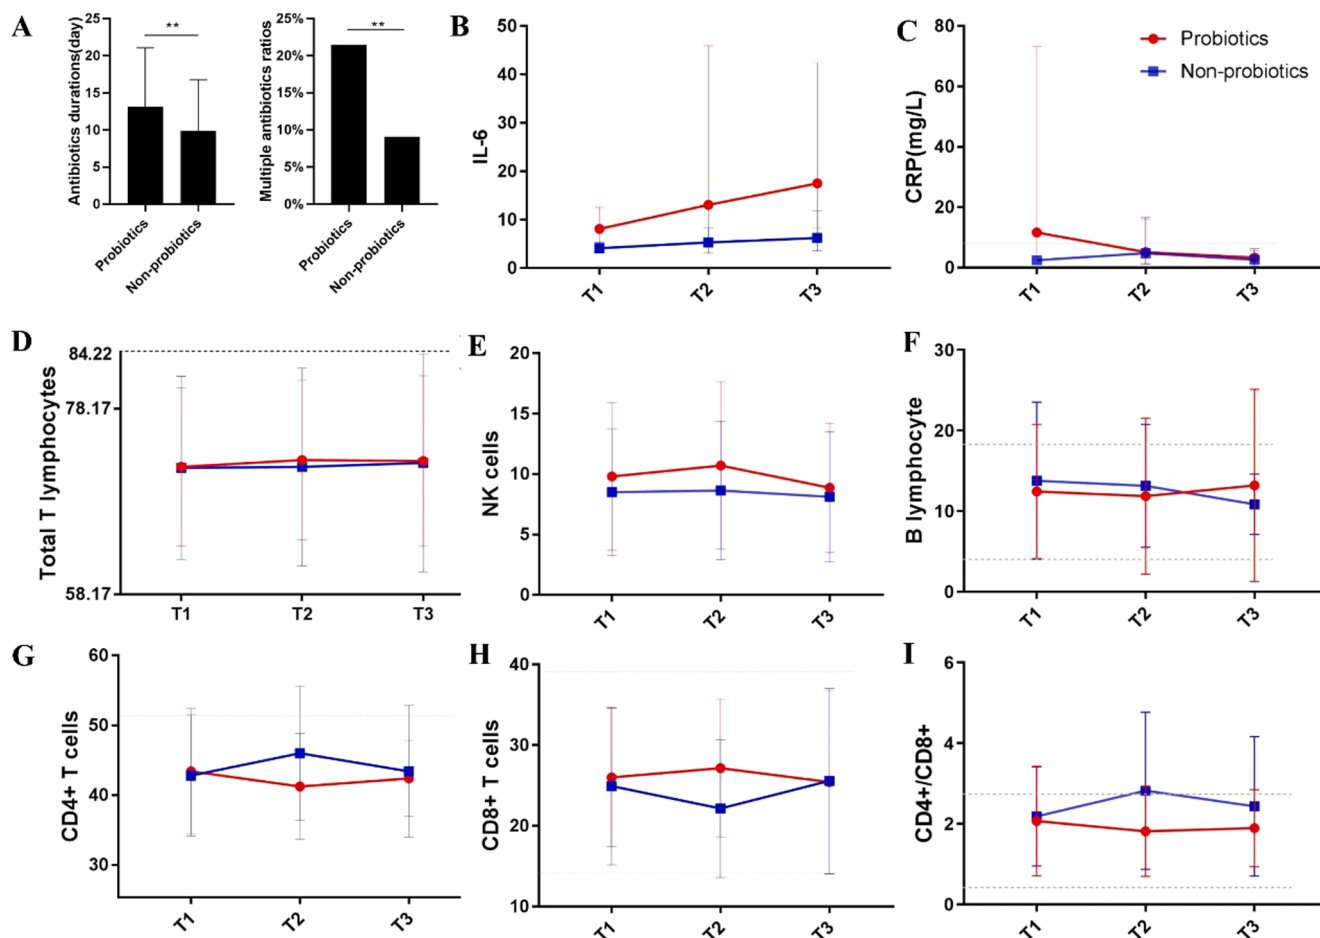 A
Antibiotics durations(day)
25
20
15
10
5
0
**
Probiotics
Non-probiotics
Multiple antibiotics ratios
25%
20%
15%
10%
5%
0%
**
Probiotics
Non-probiotics
B
IL-6
50
40
30
20
10
0
T1
T2
T3
C
CRP(mg/L)
80
60
40
20
0
T1
T2
T3
Probiotics
Non-probiotics
D
Total T lymphocytes
84.22
78.17
58.17
T1
T2
T3
E
NK cells
20
15
10
5
0
T1
T2
T3
F
B lymphocyte
30
20
10
0
T1
T2
T3
G
CD4+ T cells
60
50
40
30
T1
T2
T3
H
CD8+ T cells
40
30
20
10
T1
T2
T3
I
CD4+/CD8+
6
4
2
0
T1
T2
T3